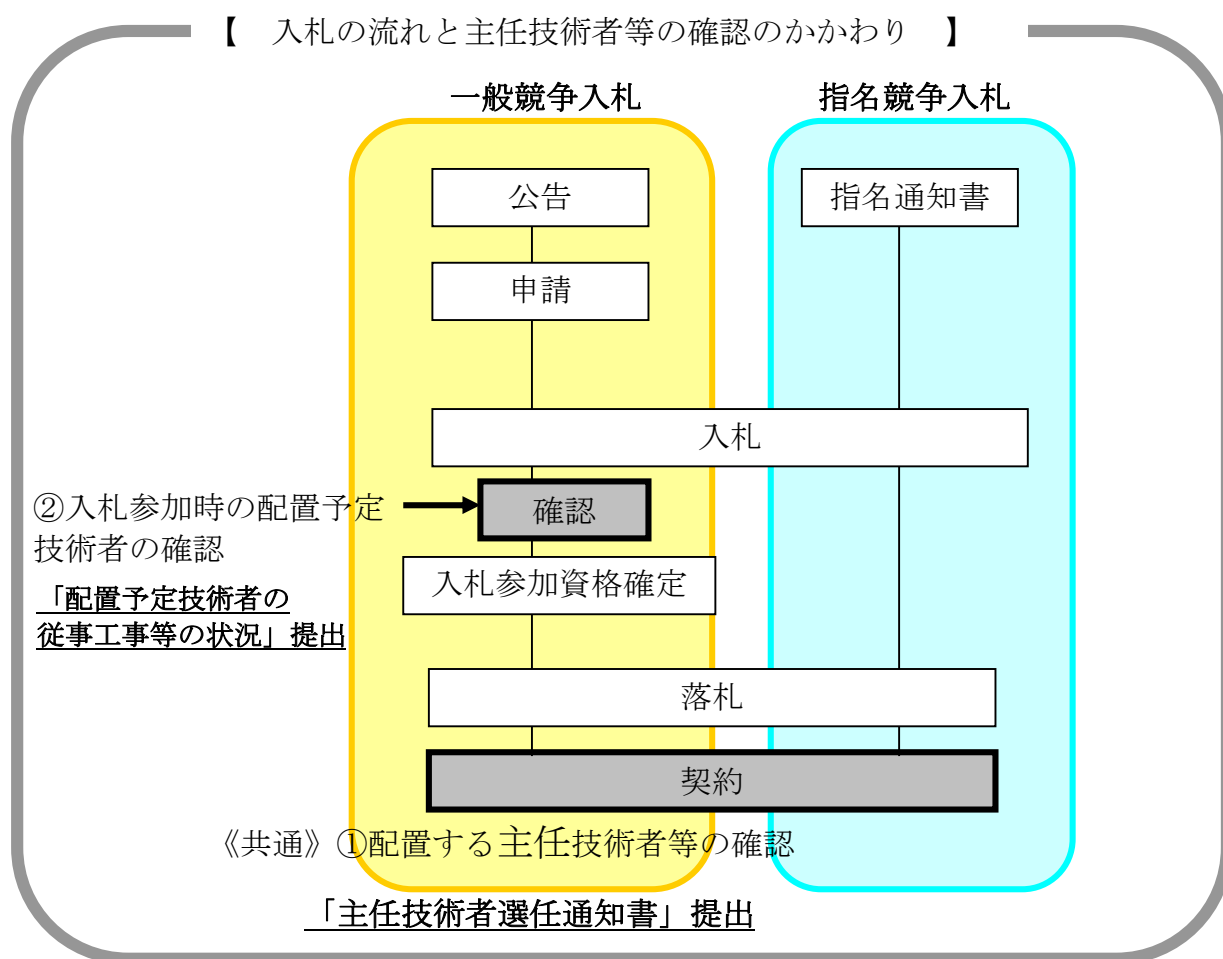 【　入札の流れと主任技術者等の確認のかかわり　】
一般競争入札
指名競争入札
公告
指名通知書
申請
入札
②入札参加時の配置予定
技術者の確認
確認
「配置予定技術者の
従事工事等の状況」提出
入札参加資格確定
落札
契約
《共通》①配置する主任技術者等の確認
「主任技術者選任通知書」提出